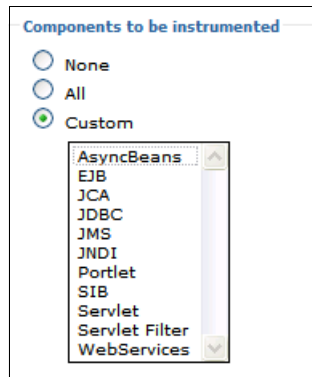 Components to be instrumented
None
All
Custom
AsyncBeans
EJB
JCA
JDBC
JMS
JNDI
Portlet
SIB
Servlet
Servlet Filter
WebServices